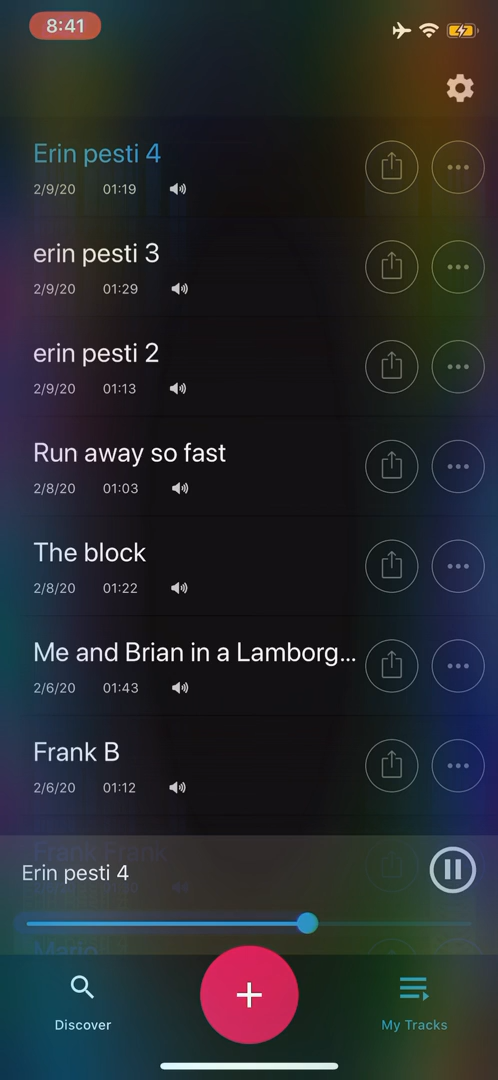 8:41
Erin pesti 4
2/9/20 01:19
erin pesti 3
2/9/20 01:29
erin pesti 2
2/9/20 01:13
Run away so fast
2/8/20 01:03
The block
2/8/20 01:22
Me and Brian in a Lamborg...
2/6/20 01:43
Frank B
2/6/20 01:12
Frank Frank
Erin pesti 4
Mario
Discover
+
My Tracks